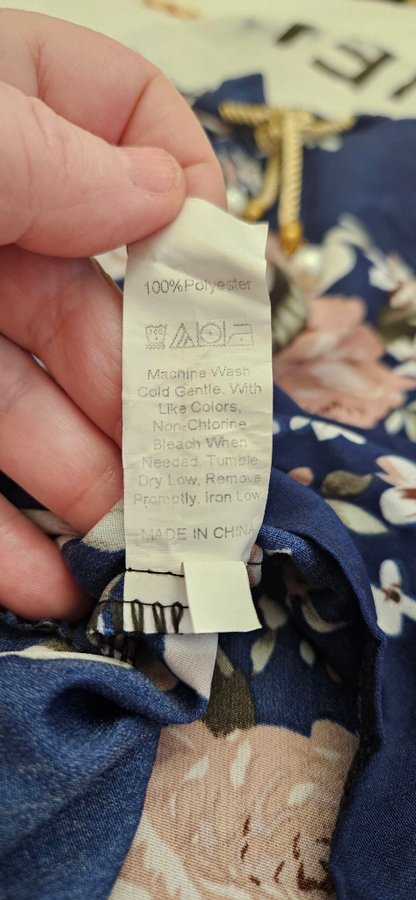 100%Polyester
Machine Wash
Cold Gentle, With
Like Colors,
Non-Chlorine
Bleach When
Needed, Tumble
Dry Low, Remove
Promptly, Iron Low
MADE IN CHINA